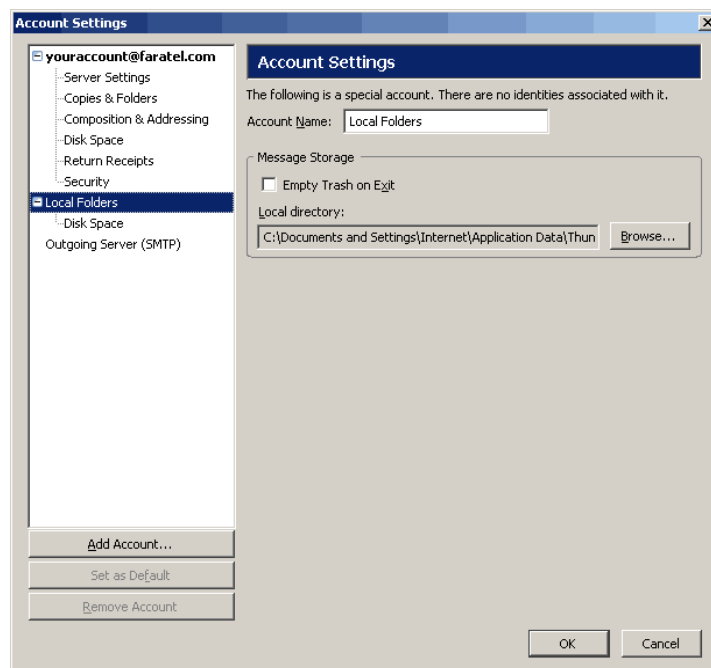 Account Settings
youraccount@faratel.com
Server Settings
Copies & Folders
Composition & Addressing
Disk Space
Return Receipts
Security
Local Folders
Disk Space
Outgoing Server (SMTP)
Add Account...
Set as Default
Remove Account
Account Settings
The following is a special account. There are no identities associated with it.
Account Name: Local Folders
Message Storage
Empty Trash on Exit
Local directory:
C:\Documents and Settings\Internet\Application Data\Thun Browse...
OK Cancel